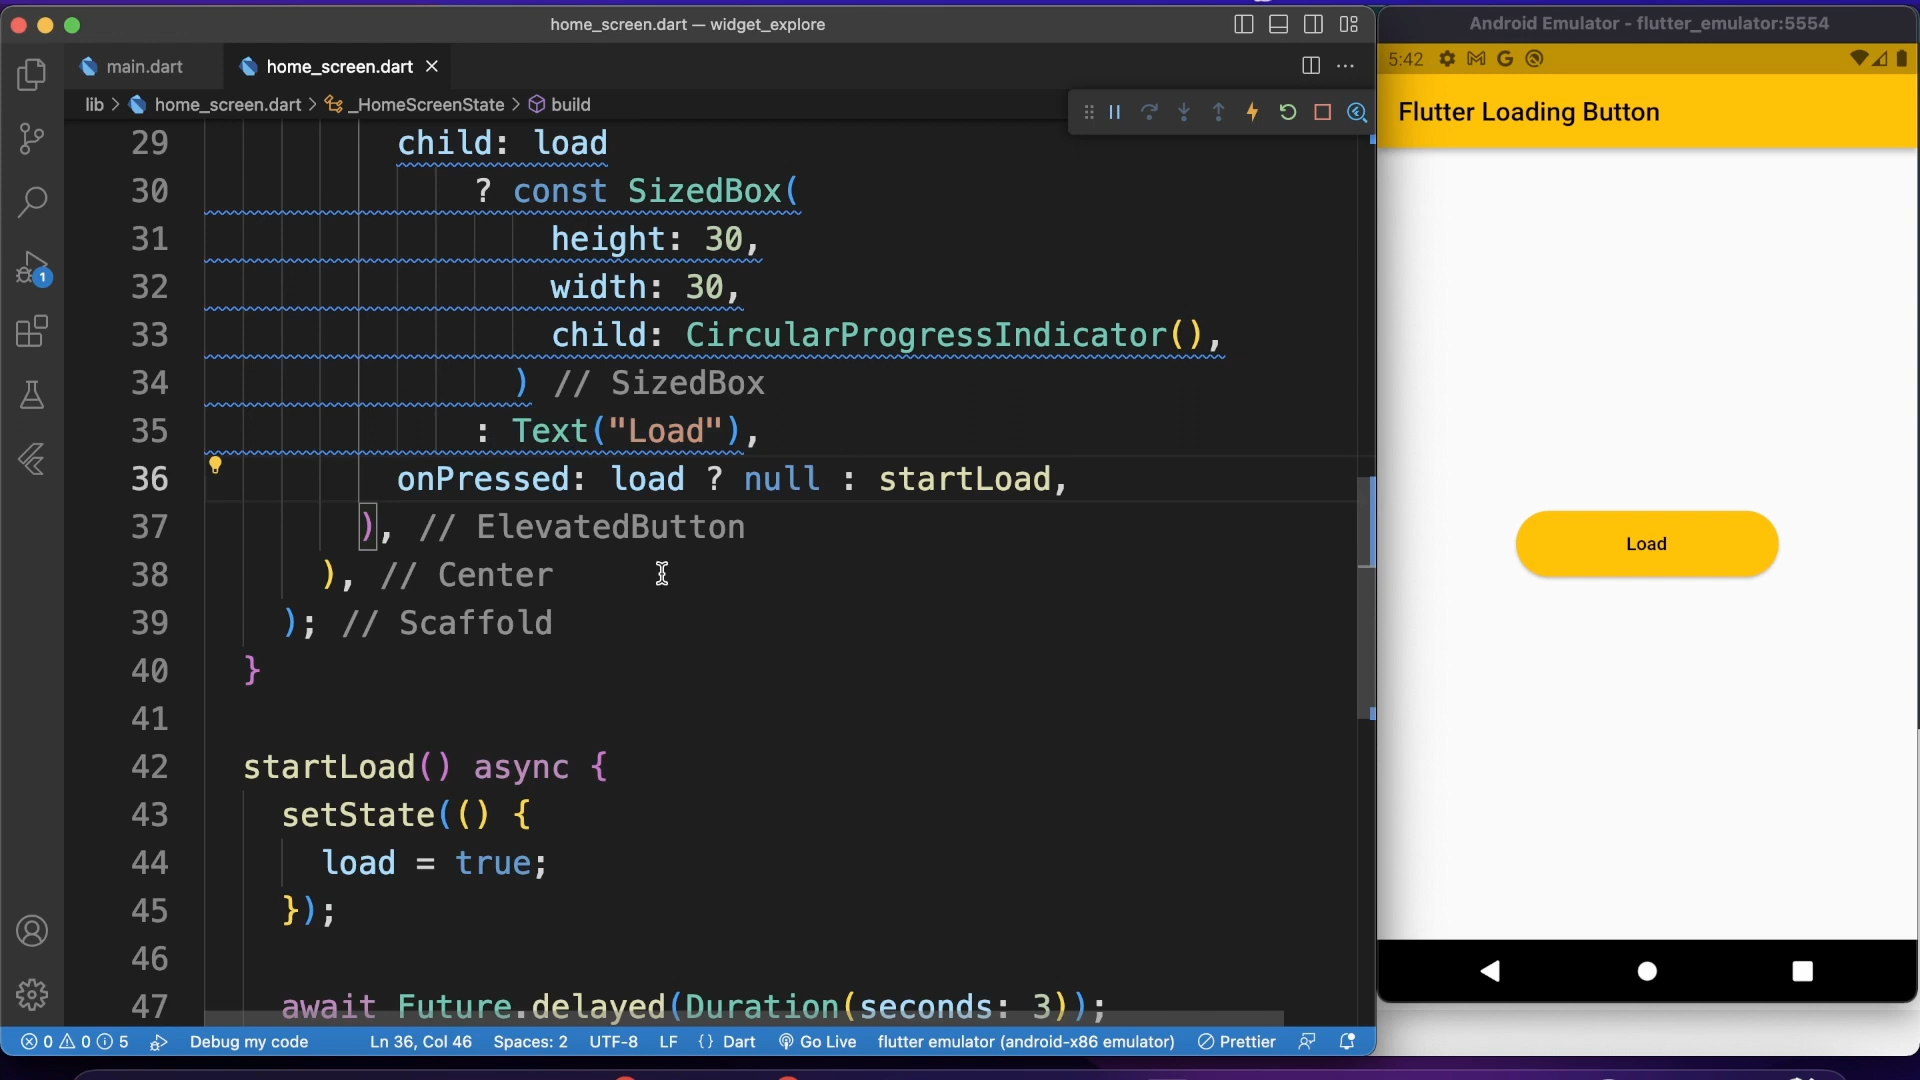 home_screen.dart — widget_explore
main.dart
home_screen.dart
lib > home_screen.dart > _HomeScreenState > build
29 child: load
30 ? const SizedBox(
31 height: 30,
32 width: 30,
33 child: CircularProgressIndicator(),
34 ) // SizedBox
35 : Text("Load"),
36 onPressed: load ? null : startLoad,
37 ), // ElevatedButton
38 ), // Center
39 ); // Scaffold
40 }
41
42 startLoad() async {
43 setState(() {
44 load = true;
45 });
46
47 await Future.delayed(Duration(seconds: 3));
1
0 0 5 Debug my code Ln 36, Col 46 Spaces: 2 UTF-8 LF {} Dart Go Live flutter emulator (android-x86 emulator) Prettier
Android Emulator - flutter_emulator:5554
5:42
Flutter Loading Button
Load